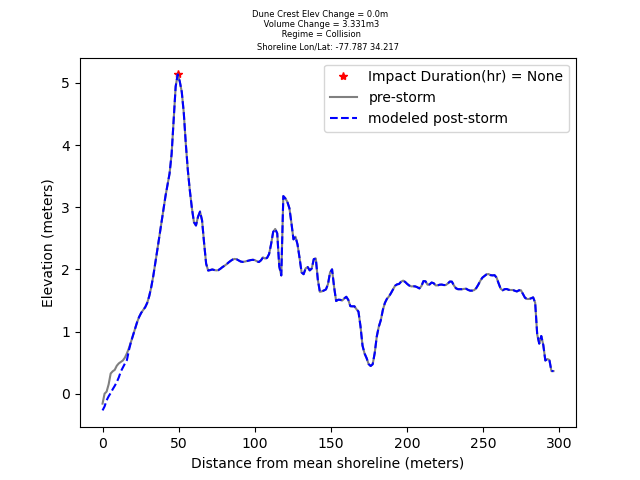 Dune Crest Elev Change = 0.0m
Volume Change = 3.331m3
Regime = Collision
Shoreline Lon/Lat: -77.787 34.217
Impact Duration(hr) = None
pre-storm
modeled post-storm
Elevation (meters)
5
4
3
2
1
0
0 50 100 150 200 250 300
Distance from mean shoreline (meters)